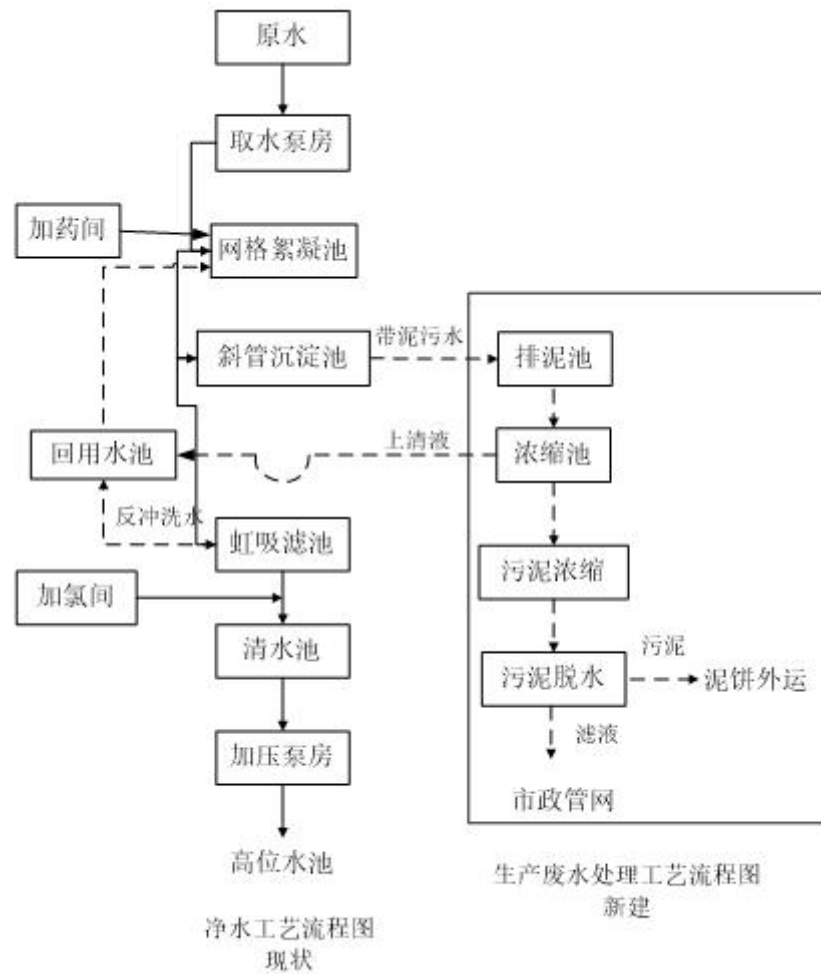 原水
取水泵房
加药间
网格絮凝池
带泥污水
斜管沉淀池
排泥池
上清液
回用水池
浓缩池
反冲洗水
虹吸滤池
污泥浓缩
加氯间
清水池
污泥
污泥脱水
泥饼外运
滤液
加压泵房
市政管网
高位水池
生产废水处理工艺流程图
新建
净水工艺流程图
现状